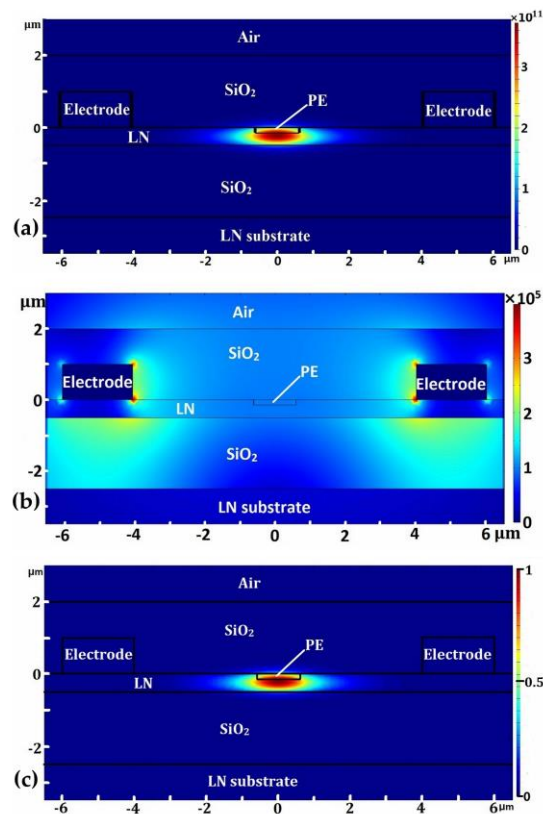 μm
×10¹¹
Air
2
3
SiO₂
PE
Electrode
Electrode
2
0
LN
1
-2
SiO₂
(a)
LN substrate
0
-6 -4 -2 0 2 4 6 μm
μm
×10⁵
Air
2
3
SiO₂
Electrode
PE
Electrode
2
0
LN
SiO₂
1
-2
(b)
LN substrate
0
-6 -4 -2 0 2 4 6 μm
μm
1
Air
2
SiO₂
PE
Electrode
Electrode
0
LN
0.5
SiO₂
-2
(c)
LN substrate
0
-6 -4 -2 0 2 4 6 μm